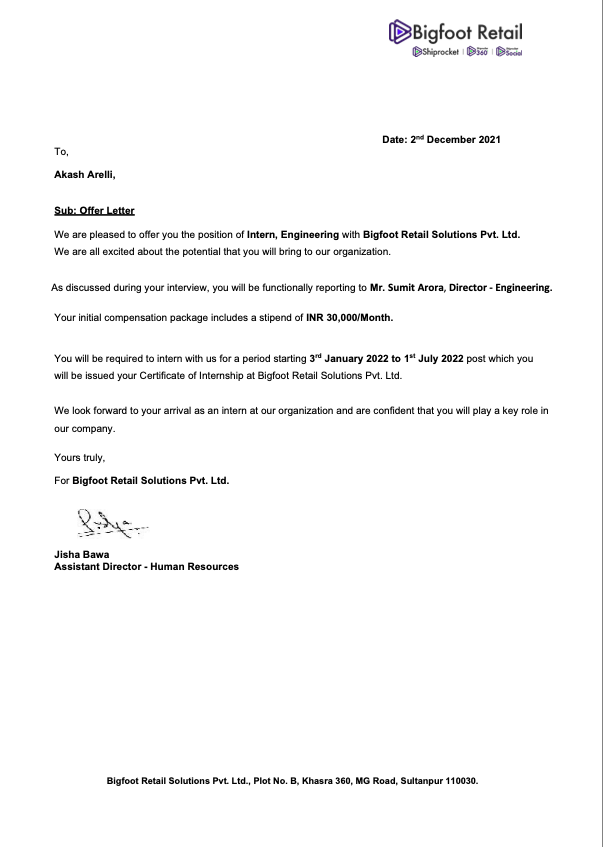 Bigfoot Retail
Shiprocket | Shiprocket 360 | Shiprocket Social
Date: 2nd December 2021
To,
Akash Arelli,
Sub: Offer Letter
We are pleased to offer you the position of Intern, Engineering with Bigfoot Retail Solutions Pvt. Ltd.
We are all excited about the potential that you will bring to our organization.
As discussed during your interview, you will be functionally reporting to Mr. Sumit Arora, Director - Engineering.
Your initial compensation package includes a stipend of INR 30,000/Month.
You will be required to intern with us for a period starting 3rd January 2022 to 1st July 2022 post which you
will be issued your Certificate of Internship at Bigfoot Retail Solutions Pvt. Ltd.
We look forward to your arrival as an intern at our organization and are confident that you will play a key role in
our company.
Yours truly,
For Bigfoot Retail Solutions Pvt. Ltd.
Jisha Bawa
Assistant Director - Human Resources
Bigfoot Retail Solutions Pvt. Ltd., Plot No. B, Khasra 360, MG Road, Sultanpur 110030.